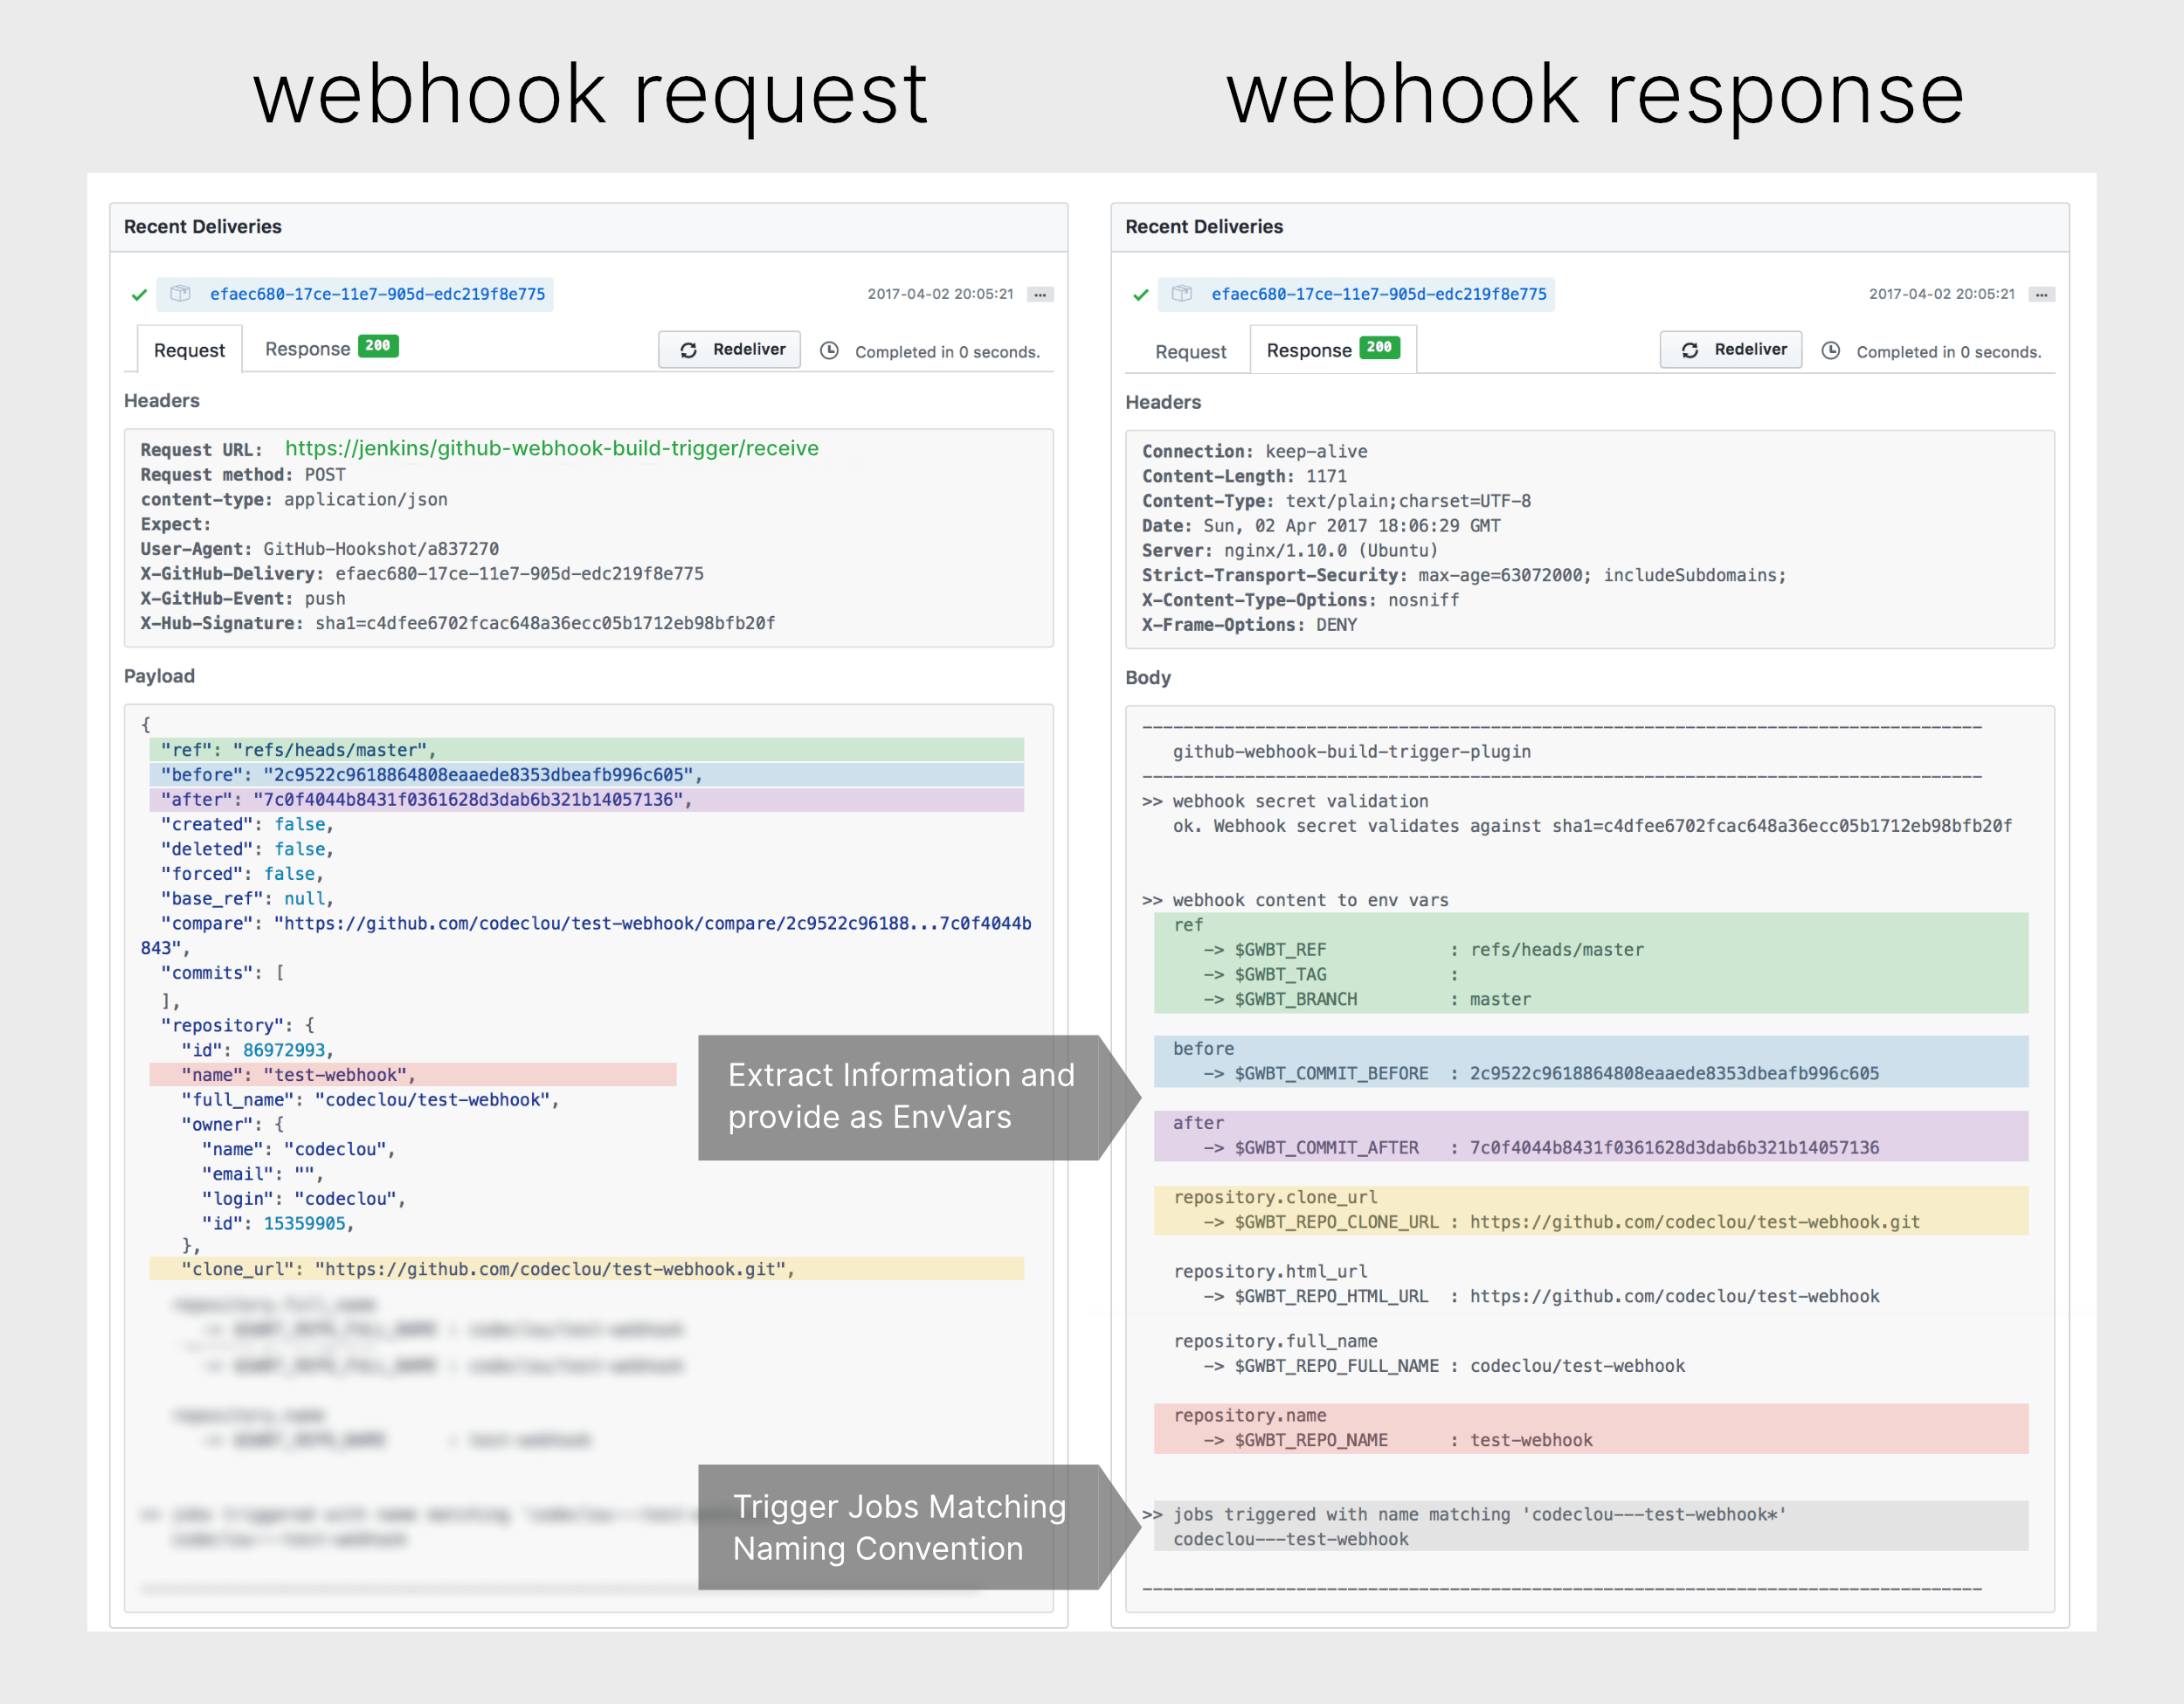 webhook request
webhook response
Recent Deliveries
efaec680-17ce-11e7-905d-edc219f8e775
2017-04-02 20:05:21
Request
Response 200
Redeliver
Completed in 0 seconds.
Headers
Request URL: https://jenkins/github-webhook-build-trigger/receive
Request method: POST
content-type: application/json
Expect:
User-Agent: GitHub-Hookshot/a837270
X-GitHub-Delivery: efaec680-17ce-11e7-905d-edc219f8e775
X-GitHub-Event: push
X-Hub-Signature: sha1=c4dfee6702fcac648a36ecc05b1712eb98bfb20f
Payload
{
"ref": "refs/heads/master",
"before": "2c9522c9618864808eaaede8353dbeafb996c605",
"after": "7c0f4044b8431f0361628d3dab6b321b14057136",
"created": false,
"deleted": false,
"forced": false,
"base_ref": null,
"compare": "https://github.com/codeclou/test-webhook/compare/2c9522c96188...7c0f4044b
843",
"commits": [
],
"repository": {
"id": 86972993,
"name": "test-webhook",
"full_name": "codeclou/test-webhook",
"owner": {
"name": "codeclou",
"email": "",
"login": "codeclou",
"id": 15359905,
},
"clone_url": "https://github.com/codeclou/test-webhook.git",
Extract Information and
provide as EnvVars
Trigger Jobs Matching
Naming Convention
Recent Deliveries
efaec680-17ce-11e7-905d-edc219f8e775
2017-04-02 20:05:21
Request
Response 200
Redeliver
Completed in 0 seconds.
Headers
Connection: keep-alive
Content-Length: 1171
Content-Type: text/plain;charset=UTF-8
Date: Sun, 02 Apr 2017 18:06:29 GMT
Server: nginx/1.10.0 (Ubuntu)
Strict-Transport-Security: max-age=63072000; includeSubdomains;
X-Content-Type-Options: nosniff
X-Frame-Options: DENY
Body
----------------------------------------------------------------------------------
github-webhook-build-trigger-plugin
----------------------------------------------------------------------------------
>> webhook secret validation
ok. Webhook secret validates against sha1=c4dfee6702fcac648a36ecc05b1712eb98bfb20f
>> webhook content to env vars
ref
-> $GWBT_REF : refs/heads/master
-> $GWBT_TAG :
-> $GWBT_BRANCH : master
before
-> $GWBT_COMMIT_BEFORE : 2c9522c9618864808eaaede8353dbeafb996c605
after
-> $GWBT_COMMIT_AFTER : 7c0f4044b8431f0361628d3dab6b321b14057136
repository.clone_url
-> $GWBT_REPO_CLONE_URL : https://github.com/codeclou/test-webhook.git
repository.html_url
-> $GWBT_REPO_HTML_URL : https://github.com/codeclou/test-webhook
repository.full_name
-> $GWBT_REPO_FULL_NAME : codeclou/test-webhook
repository.name
-> $GWBT_REPO_NAME : test-webhook
>> jobs triggered with name matching 'codeclou---test-webhook*'
codeclou---test-webhook
----------------------------------------------------------------------------------